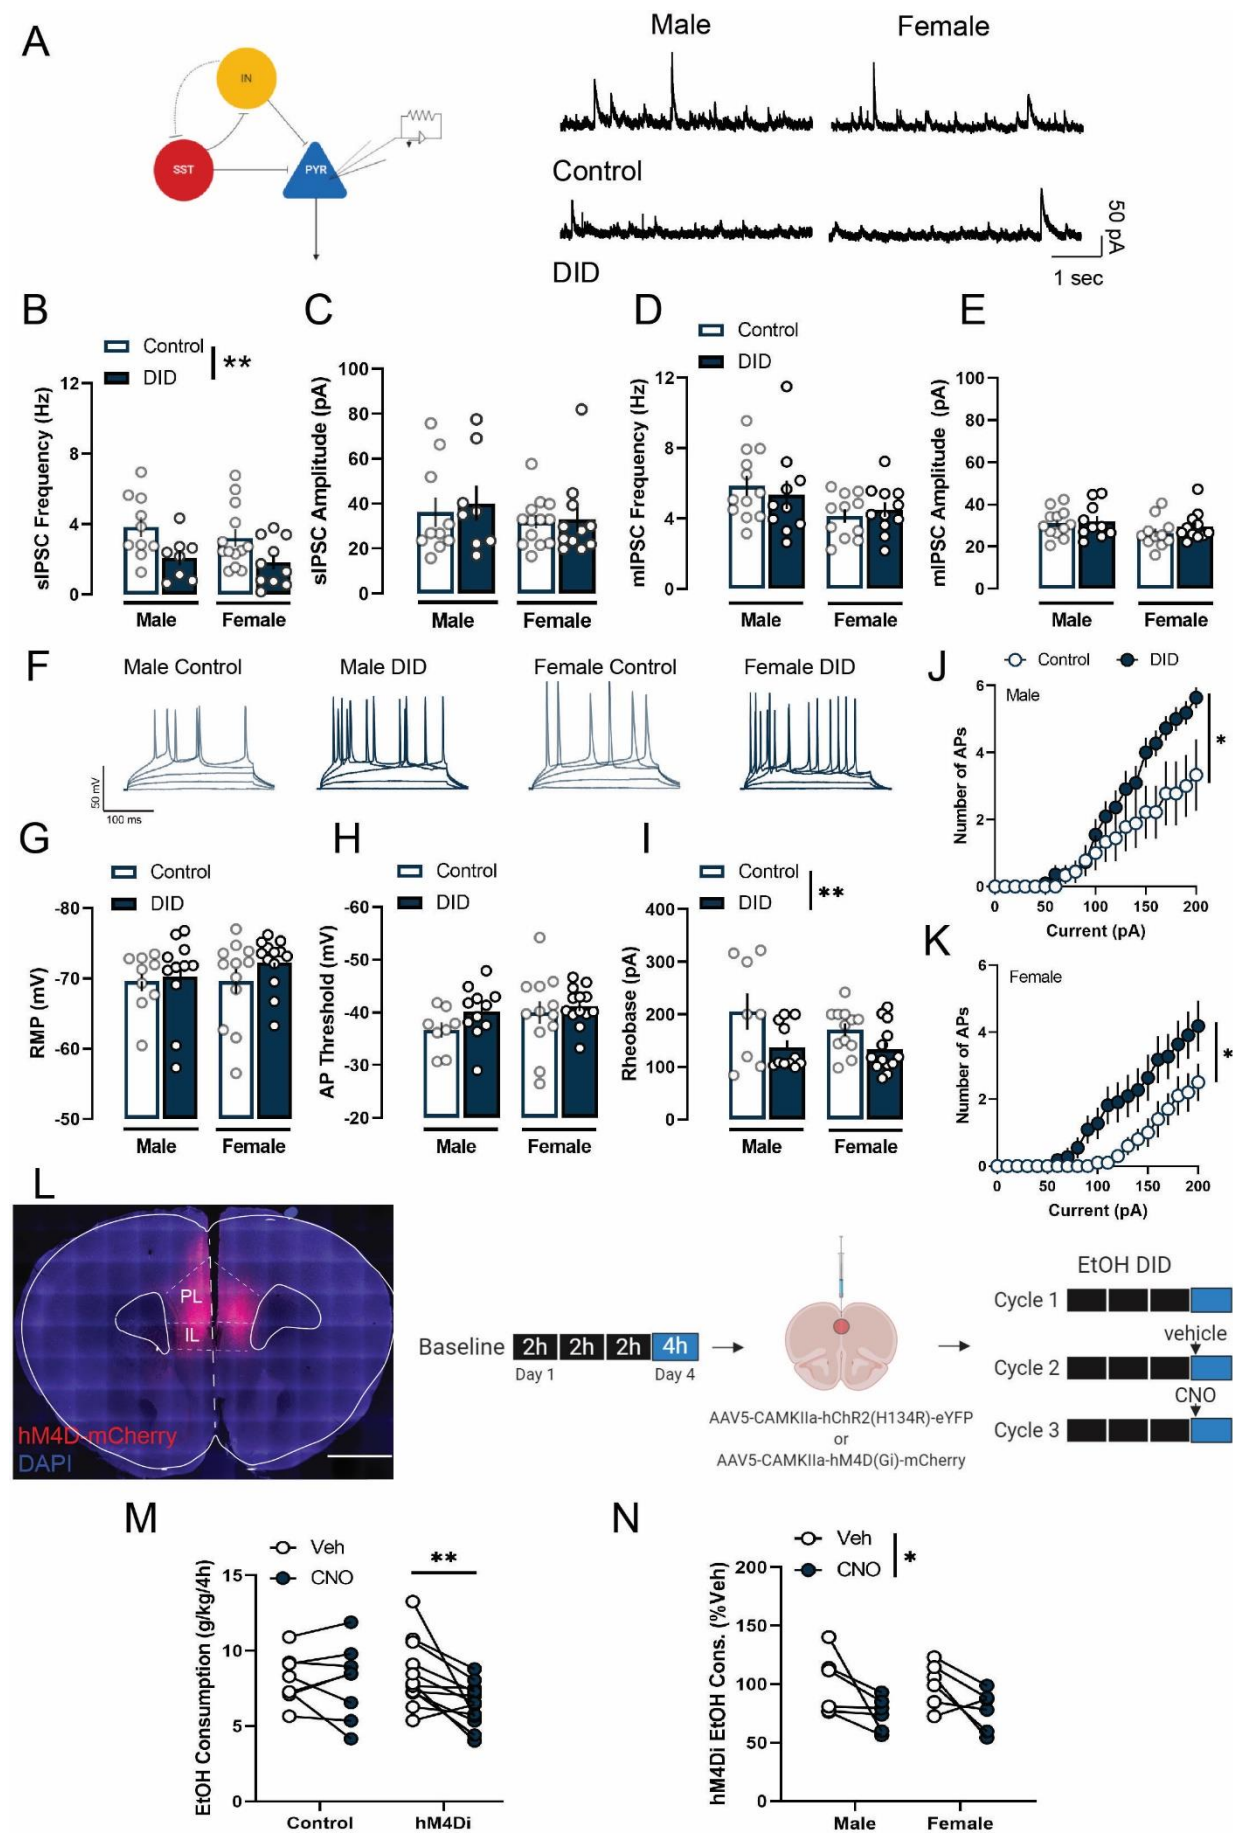 A
Male
Female
IN
SST
PYR
Control
DID
50 pA
1 sec
B
Control
DID
**
sIPSC Frequency (Hz)
12
8
4
0
Male
Female
C
sIPSC Amplitude (pA)
100
80
60
40
20
0
Male
Female
D
Control
DID
mIPSC Frequency (Hz)
12
8
4
0
Male
Female
E
mIPSC Amplitude (pA)
100
80
60
40
20
0
Male
Female
F
Male Control
Male DID
Female Control
Female DID
50 mV
100 ms
G
Control
DID
RMP (mV)
-80
-70
-60
-50
Male
Female
H
Control
DID
AP Threshold (mV)
-60
-50
-40
-30
-20
Male
Female
I
Control
DID
**
Rheobase (pA)
400
300
200
100
0
Male
Female
J
Control
DID
Male
Number of APs
6
4
2
0
*
0
50
100
150
200
Current (pA)
K
Female
Number of APs
6
4
2
0
*
0
50
100
150
200
Current (pA)
L
PL
IL
hM4D-mCherry
DAPI
Baseline
2h
2h
2h
4h
Day 1
Day 4
AAV5-CAMKIIa-hChR2(H134R)-eYFP
or
AAV5-CAMKIIa-hM4D(Gi)-mCherry
EtOH DID
Cycle 1
vehicle
Cycle 2
CNO
Cycle 3
M
Veh
CNO
**
EtOH Consumption (g/kg/4h)
15
10
5
0
Control
hM4Di
N
Veh
CNO
*
hM4Di EtOH Cons. (%Veh)
200
150
100
50
0
Male
Female